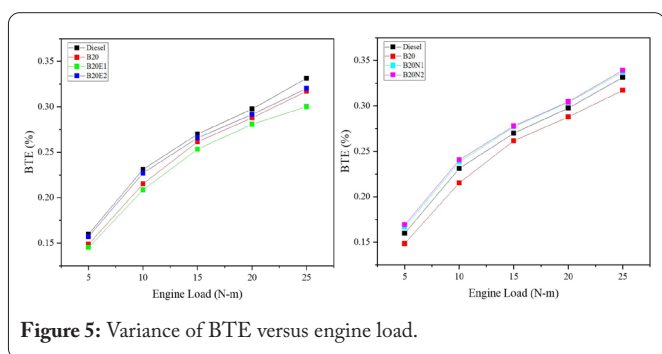 Diesel
B20
B20E1
B20E2
0.35
0.30
0.25
0.20
0.15
BTE (%)
5 10 15 20 25
Engine Load (N-m)
Diesel
B20
B20N1
B20N2
0.35
0.30
0.25
0.20
0.15
BTE (%)
5 10 15 20 25
Engine Load (N-m)
Figure 5: Variance of BTE versus engine load.